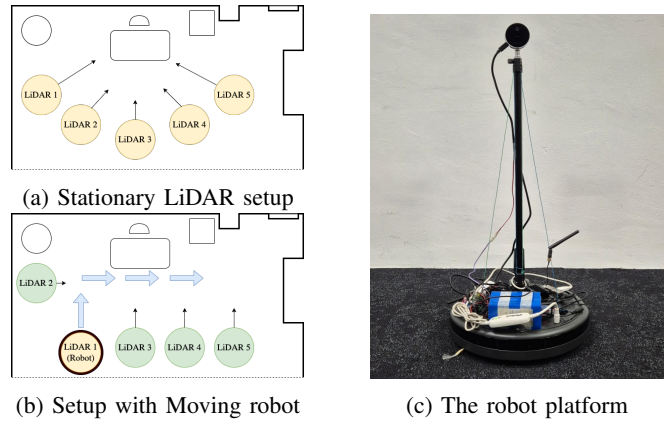 LiDAR 1
LiDAR 2
LiDAR 3
LiDAR 4
LiDAR 5
(a) Stationary LiDAR setup
LiDAR 2
LiDAR 1
(Robot)
LiDAR 3
LiDAR 4
LiDAR 5
(b) Setup with Moving robot
(c) The robot platform